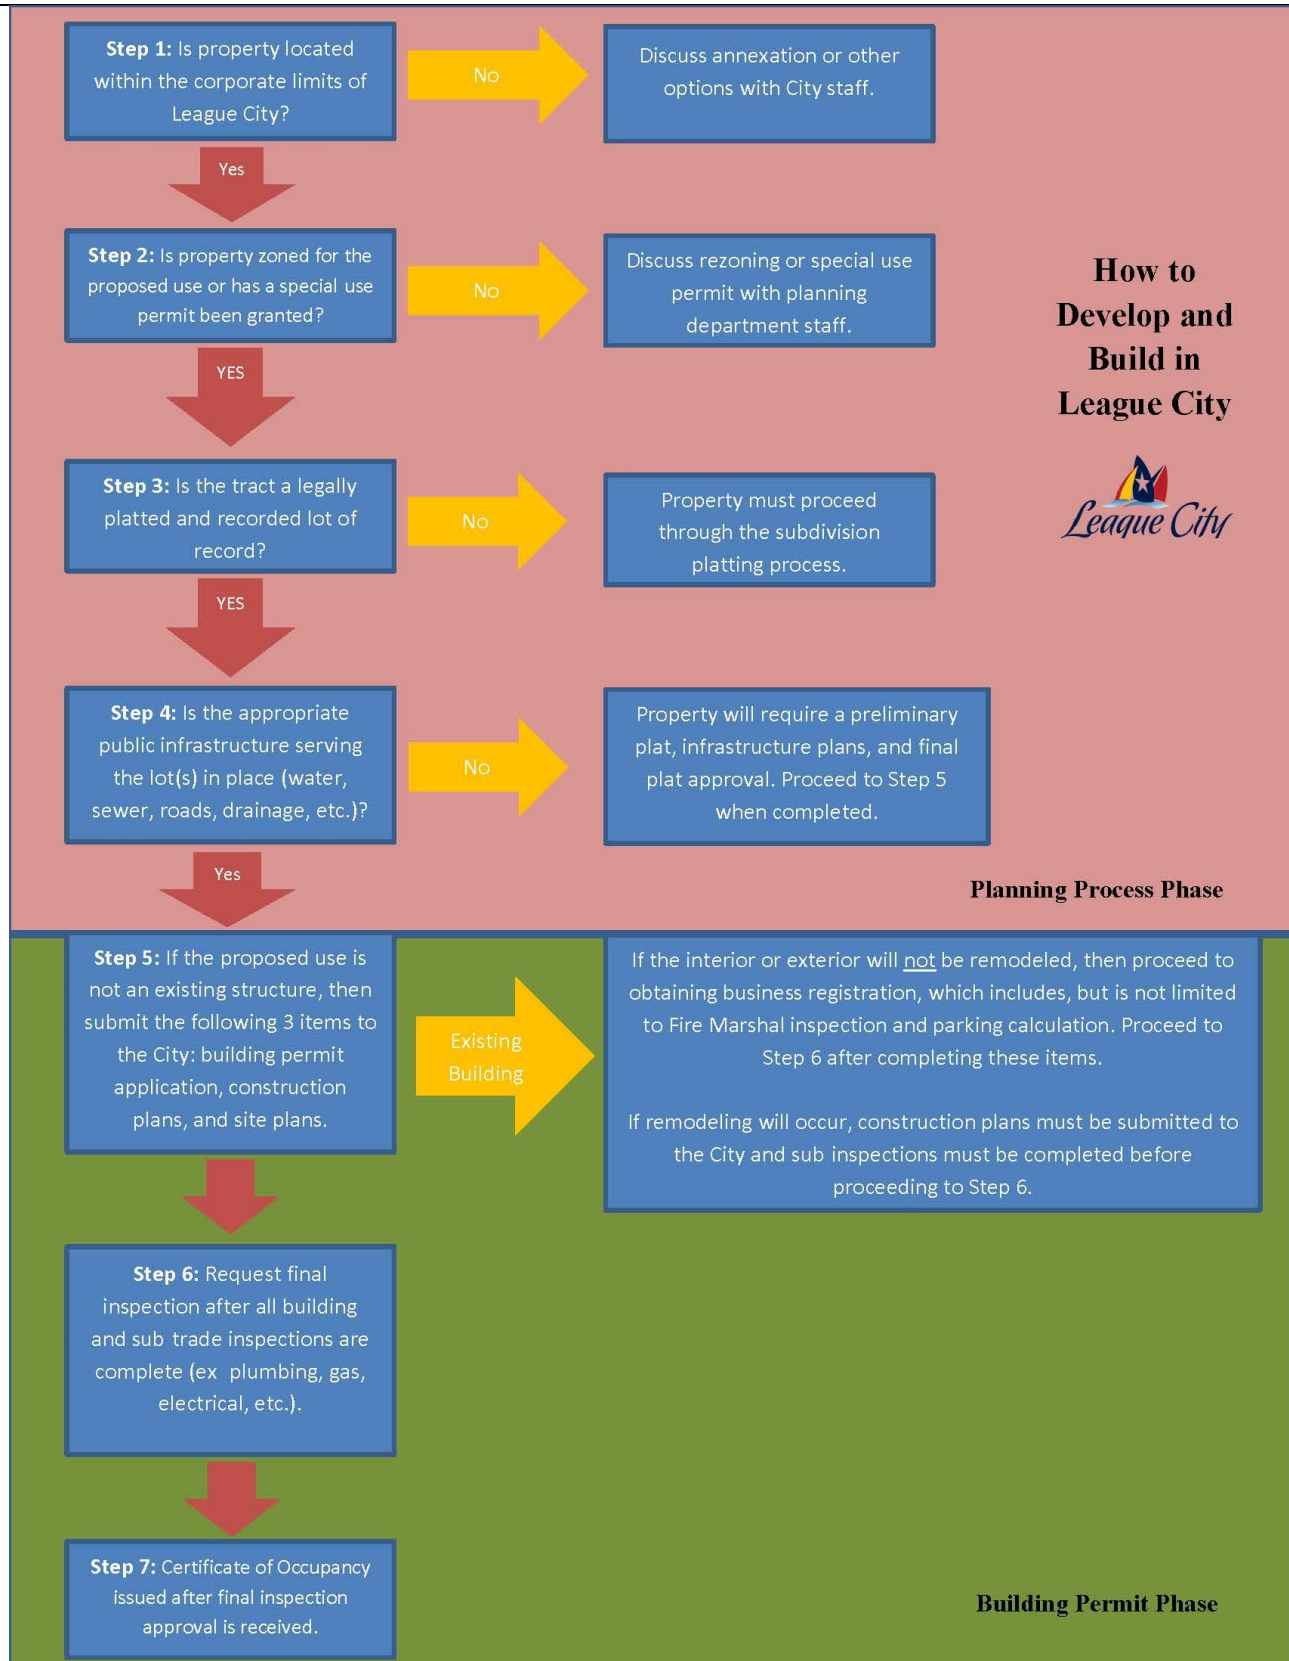 Step 1: Is property located
within the corporate limits of
League City?
No
Discuss annexation or other
options with City staff.
Yes
Step 2: Is property zoned for the
proposed use or has a special use
permit been granted?
No
Discuss rezoning or special use
permit with planning
department staff.
How to
Develop and
Build in
League City
League City
YES
Step 3: Is the tract a legally
platted and recorded lot of
record?
No
Property must proceed
through the subdivision
platting process.
YES
Step 4: Is the appropriate
public infrastructure serving
the lot(s) in place (water,
sewer, roads, drainage, etc.)?
No
Property will require a preliminary
plat, infrastructure plans, and final
plat approval. Proceed to Step 5
when completed.
Yes
Planning Process Phase
Step 5: If the proposed use is
not an existing structure, then
submit the following 3 items to
the City: building permit
application, construction
plans, and site plans.
Existing
Building
If the interior or exterior will not be remodeled, then proceed to
obtaining business registration, which includes, but is not limited
to Fire Marshal inspection and parking calculation. Proceed to
Step 6 after completing these items.
If remodeling will occur, construction plans must be submitted to
the City and sub inspections must be completed before
proceeding to Step 6.
Step 6: Request final
inspection after all building
and sub trade inspections are
complete (ex plumbing, gas,
electrical, etc.).
Step 7: Certificate of Occupancy
issued after final inspection
approval is received.
Building Permit Phase